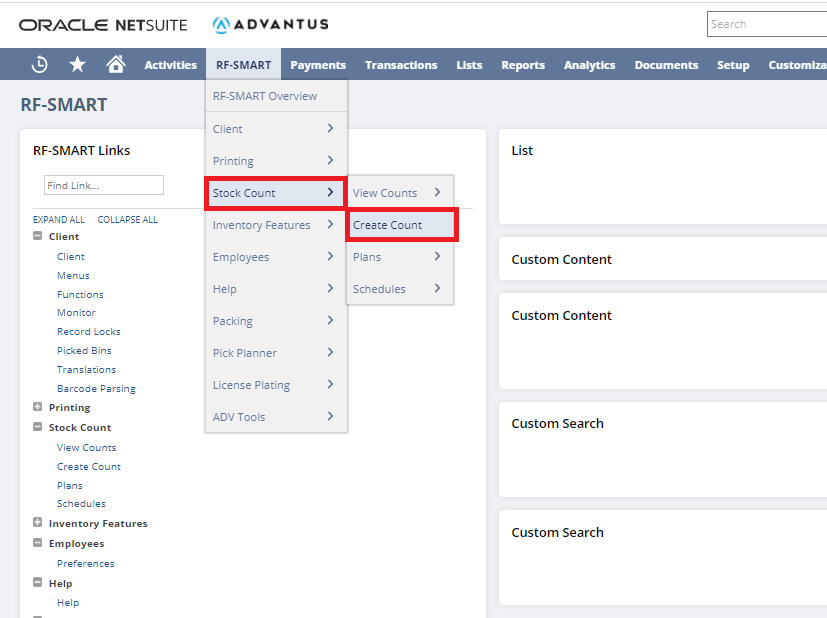 ORACLE NETSUITE ADVANTUS
Search
Activities RF-SMART Payments Transactions Lists Reports Analytics Documents Setup Customiza
RF-SMART
RF-SMART Overview
Client
Printing
Stock Count
Inventory Features
Employees
Help
Packing
Pick Planner
License Plating
ADV Tools
View Counts
Create Count
Plans
Schedules
RF-SMART Links
Find Link...
EXPAND ALL COLLAPSE ALL
Client
Client
Menus
Functions
Monitor
Record Locks
Picked Bins
Translations
Barcode Parsing
Printing
Stock Count
View Counts
Create Count
Plans
Schedules
Inventory Features
Employees
Preferences
Help
Help
List
Custom Content
Custom Content
Custom Search
Custom Search